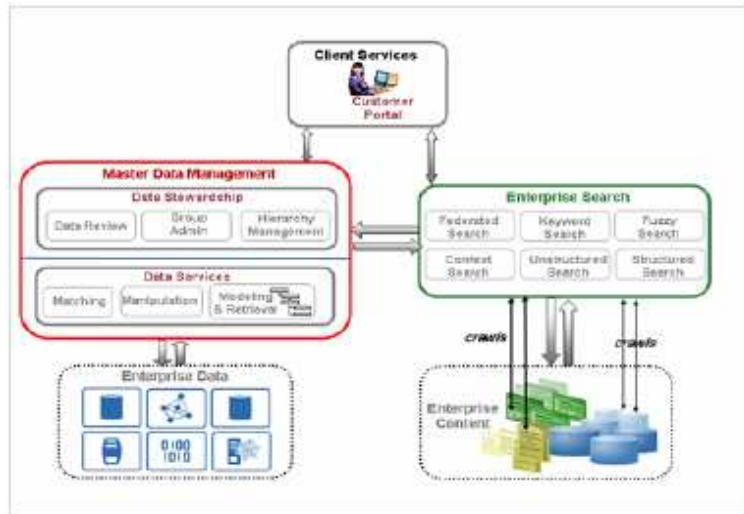 Client Services
Customer
Portal
Master Data Management
Data Stewardship
Data Review
Group
Admin
Hierarchy
Management
Data Services
Matching
Manipulation
Modeling
& Retrieval
Enterprise Search
Federated
Search
Keyword
Search
Fuzzy
Search
Context
Search
Unstructured
Search
Structured
Search
crawls
crawls
Enterprise Data
0100
1010
Enterprise
Content